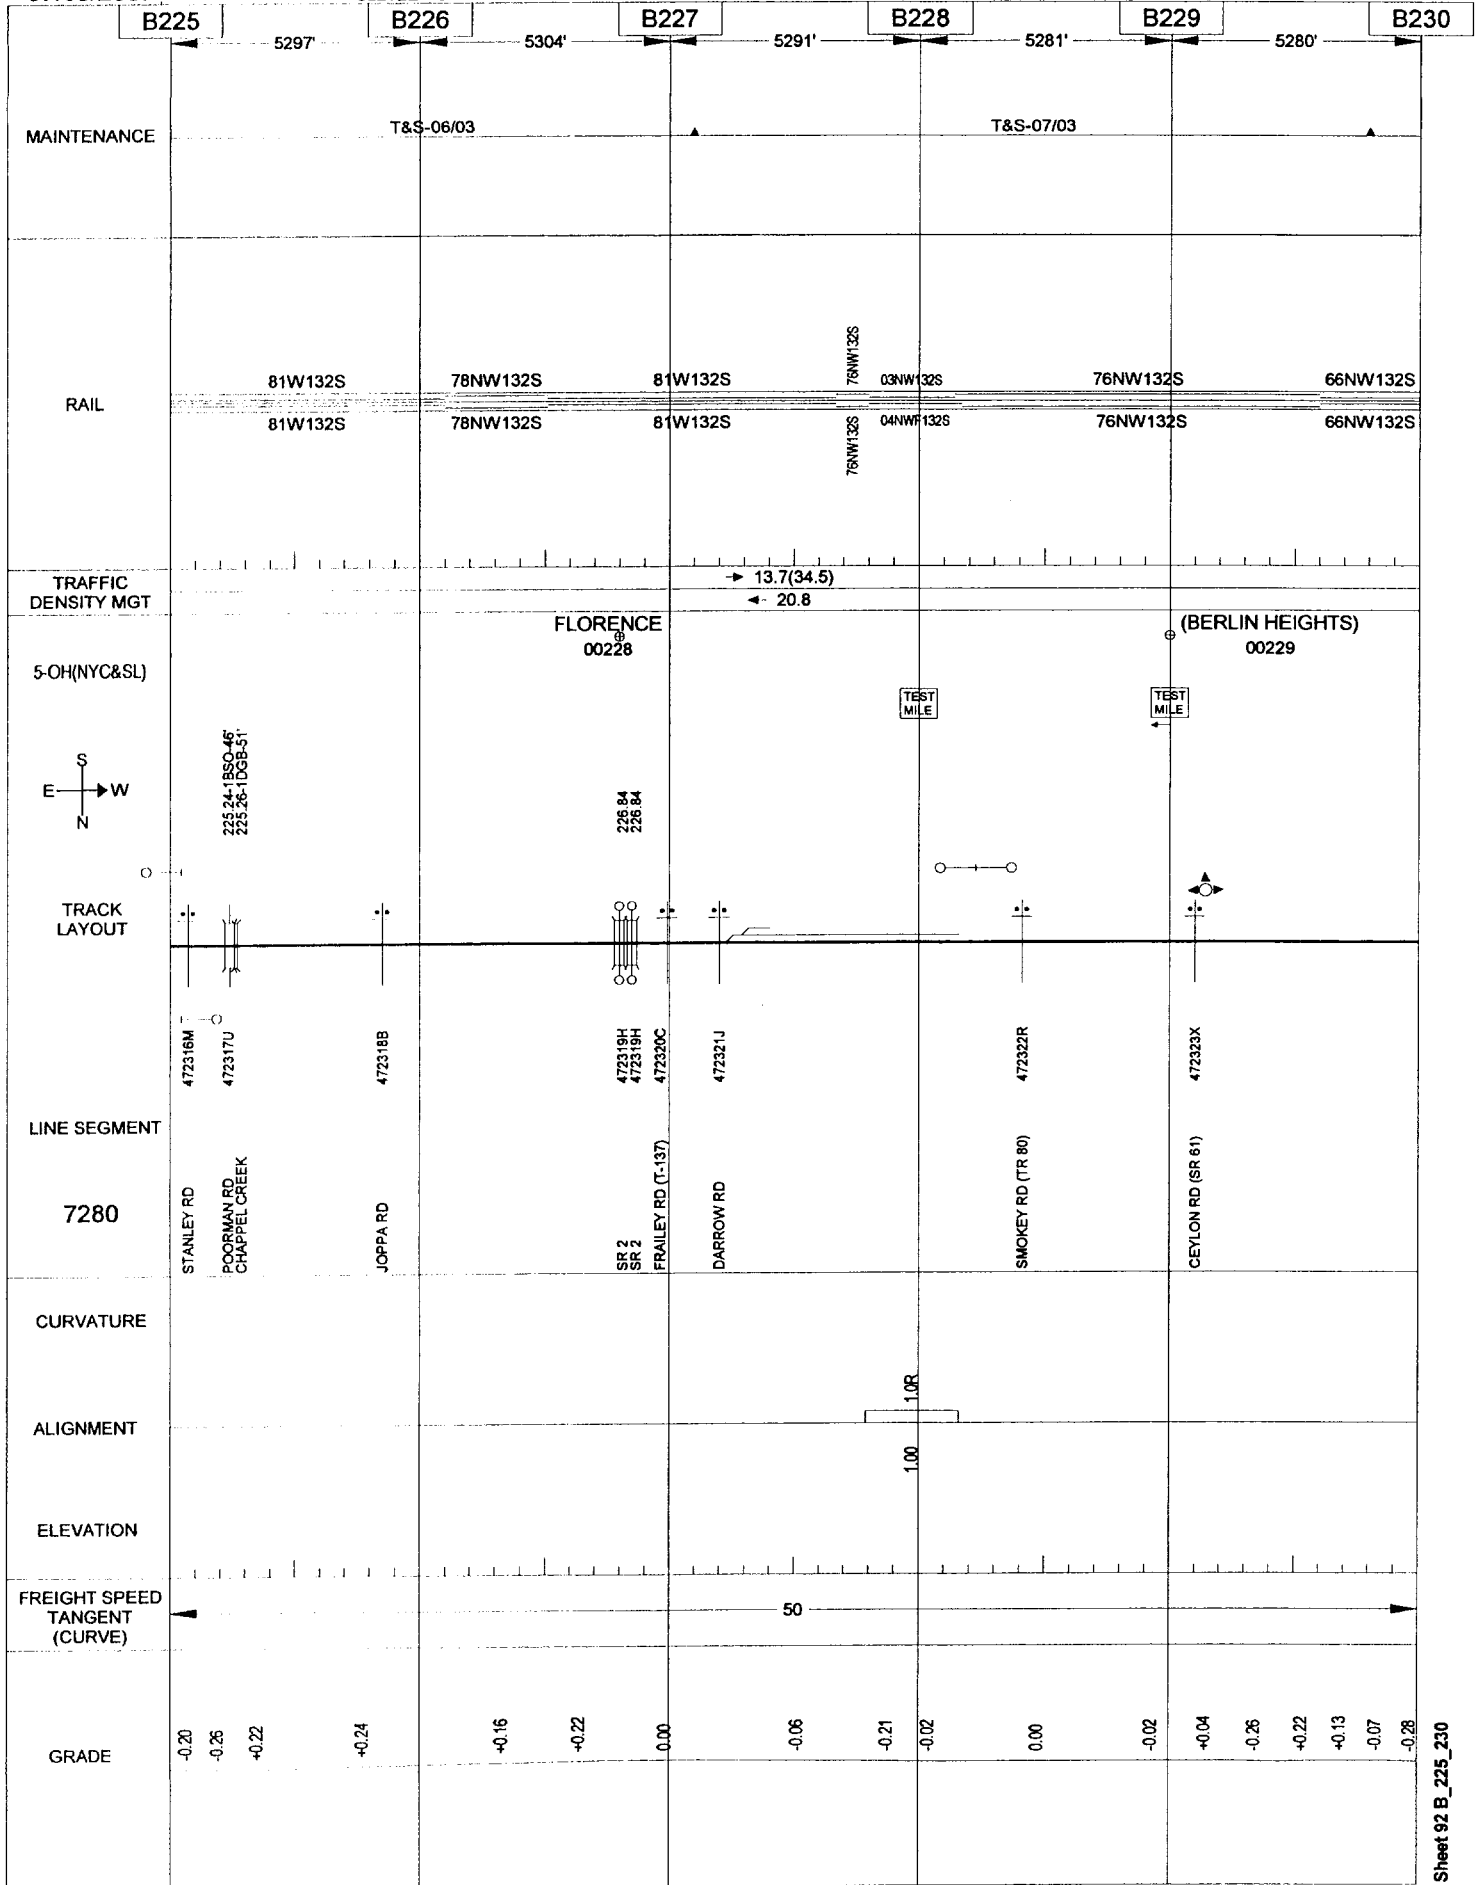 B225
B226
B227
B228
B229
B230
5297'
5304'
5291'
5281'
5280'
MAINTENANCE
T&S-06/03
T&S-07/03
RAIL
81W132S
78NW132S
81W132S
76NW132S
03NW132S
76NW132S
66NW132S
81W132S
78NW132S
81W132S
76NW132S
04NWF132S
76NW132S
66NW132S
TRAFFIC
DENSITY MGT
13.7(34.5)
20.8
5-OH(NYC&SL)
FLORENCE
00228
(BERLIN HEIGHTS)
00229
TEST
MILE
TEST
MILE
S
E
W
N
225.24-1BSO-46'
225.26-1DGB-51'
226.84
226.84
TRACK
LAYOUT
472316M
472317U
472318B
472319H
472319H
472320C
472321J
472322R
472323X
LINE SEGMENT
7280
STANLEY RD
POORMAN RD
CHAPPEL CREEK
JOPPA RD
SR 2
SR 2
FRAILEY RD (T-137)
DARROW RD
SMOKEY RD (TR 80)
CEYLON RD (SR 61)
CURVATURE
1.0R
ALIGNMENT
1.00
ELEVATION
FREIGHT SPEED
TANGENT
(CURVE)
50
GRADE
-0.20
-0.26
+0.22
+0.24
+0.16
+0.22
0.00
-0.06
-0.21
-0.02
0.00
-0.02
+0.04
-0.26
+0.22
+0.13
-0.07
-0.28
Sheet 92 B_225_230